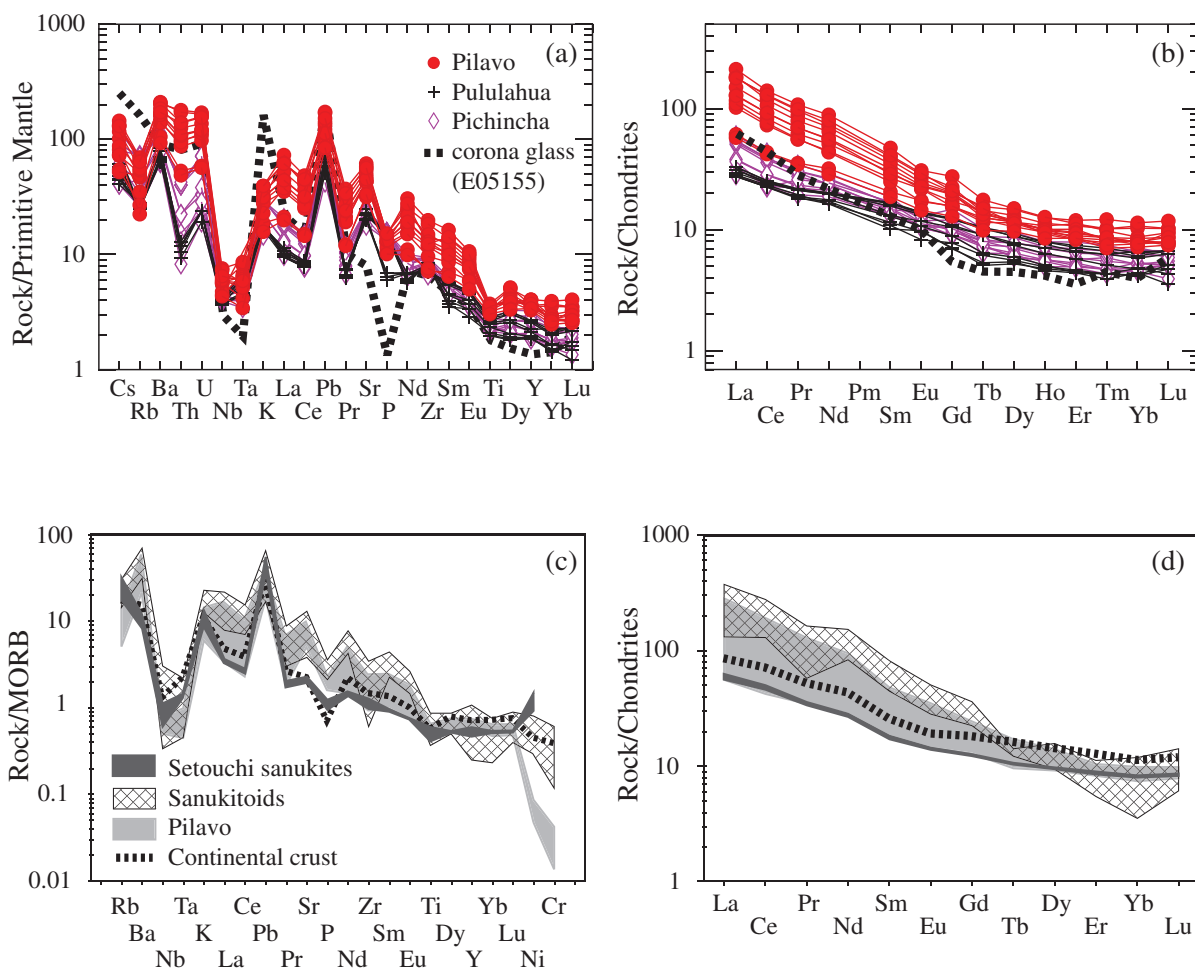 1000
100
10
1
Rock/Primitive Mantle
(a)
Pilavo
Pululahua
Pichincha
corona glass
(E05155)
Cs Ba U Ta La Pb Sr Nd Sm Ti Y Lu
Rb Th Nb K Ce Pr P Zr Eu Dy Yb
100
10
1
Rock/Chondrites
(b)
La Pr Pm Eu Tb Ho Tm Lu
Ce Nd Sm Gd Dy Er Yb
100
10
1
0.1
0.01
Rock/MORB
(c)
Setouchi sanukites
Sanukitoids
Pilavo
Continental crust
Rb Ta Ce Sr Zr Ti Yb Cr
Ba K Pb P Sm Dy Lu
Nb La Pr Nd Eu Y Ni
1000
100
10
1
Rock/Chondrites
(d)
La Pr Sm Gd Dy Yb
Ce Nd Eu Tb Er Lu